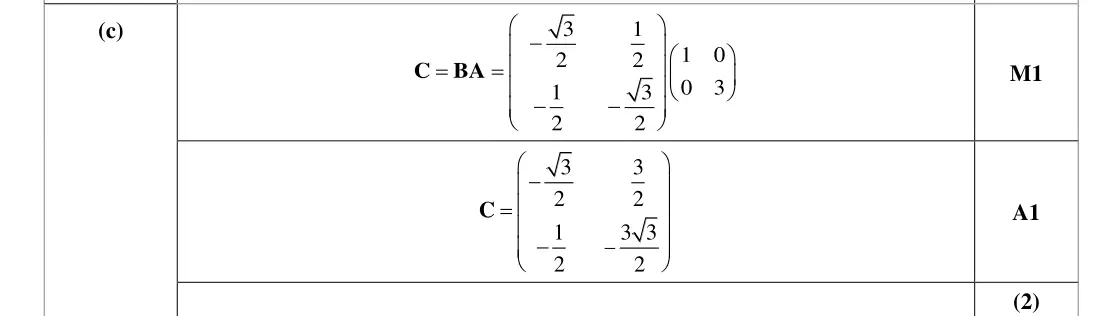 (c)
C = BA = ( -√3/2 1/2 ; -1/2 -√3/2 ) ( 1 0 ; 0 3 )
M1
C = ( -√3/2 3/2 ; -1/2 -3√3/2 )
A1
(2)